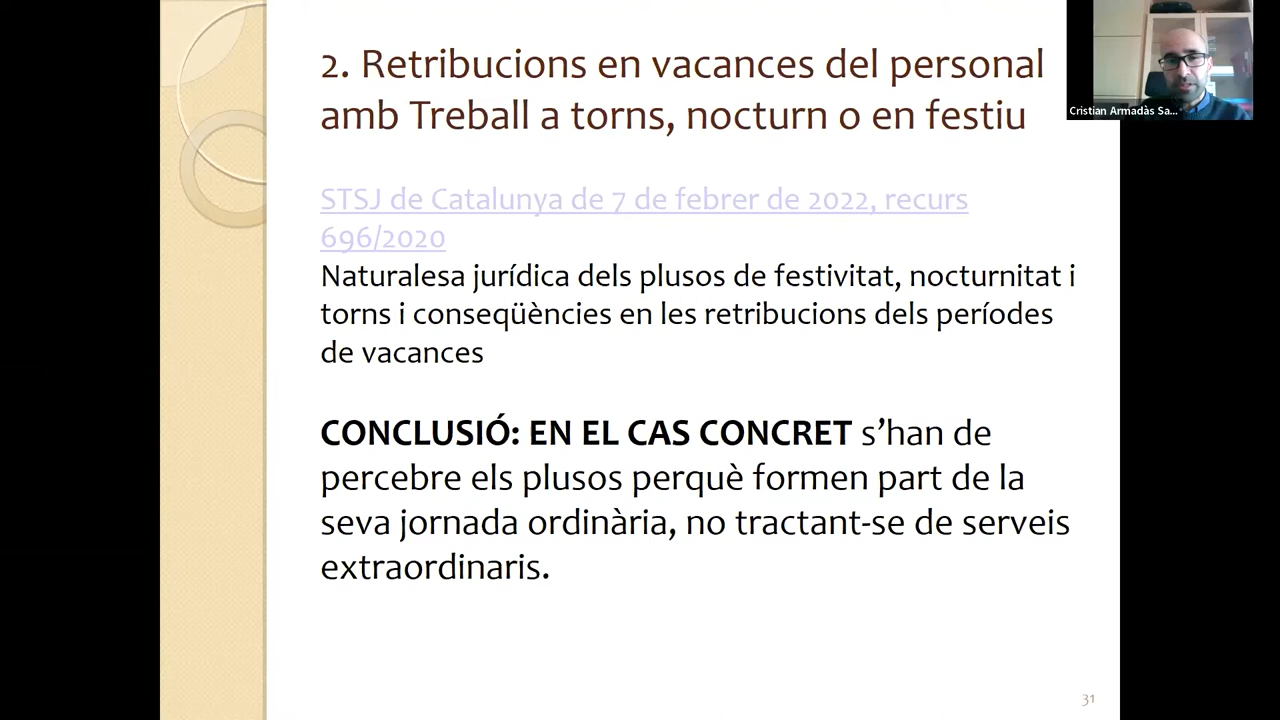 2. Retribucions en vacances del personal
amb Treball a torns, nocturn o en festiu
Cristian Armadàs Sa...
STSJ de Catalunya de 7 de febrer de 2022, recurs
696/2020
Naturalesa jurídica dels plusos de festivitat, nocturnitat i
torns i conseqüències en les retribucions dels períodes
de vacances
CONCLUSIÓ: EN EL CAS CONCRET s’han de
percebre els plusos perquè formen part de la
seva jornada ordinària, no tractant-se de serveis
extraordinaris.
31